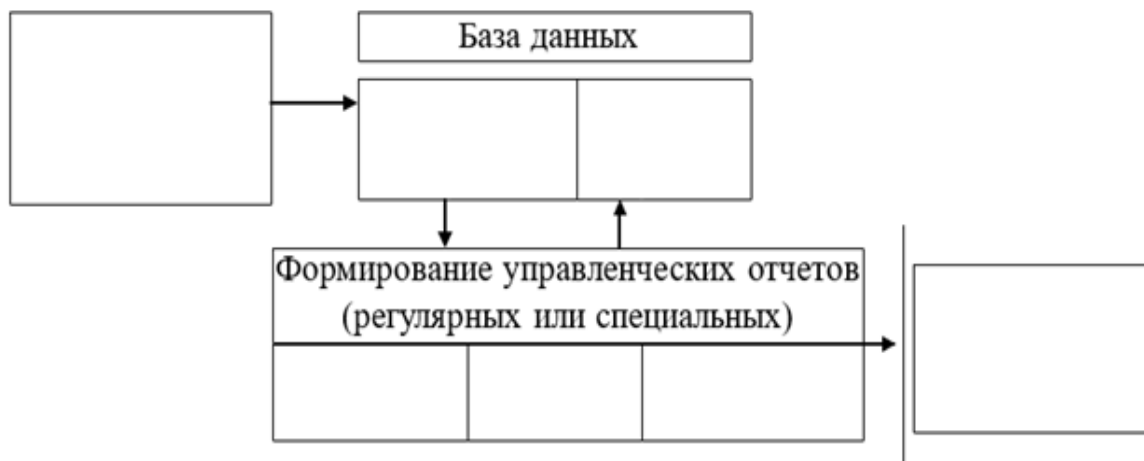 База данных
Формирование управленческих отчетов
(регулярных или специальных)